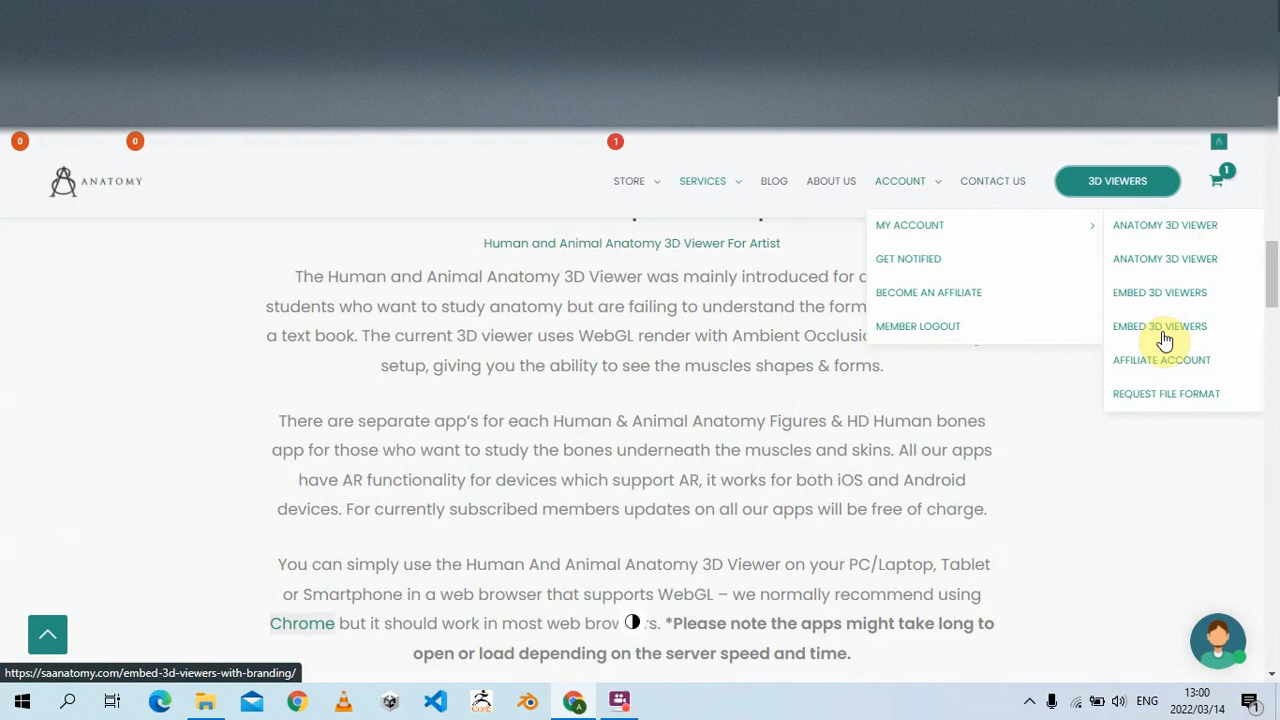 0
0
1
ANATOMY
STORE
SERVICES
BLOG
ABOUT US
ACCOUNT
CONTACT US
3D VIEWERS
1
MY ACCOUNT
GET NOTIFIED
BECOME AN AFFILIATE
MEMBER LOGOUT
ANATOMY 3D VIEWER
ANATOMY 3D VIEWER
EMBED 3D VIEWERS
EMBED 3D VIEWERS
AFFILIATE ACCOUNT
REQUEST FILE FORMAT
Human and Animal Anatomy 3D Viewer For Artist
The Human and Animal Anatomy 3D Viewer was mainly introduced for
students who want to study anatomy but are failing to understand the
a text book. The current 3D viewer uses WebGL render with Ambient
setup, giving you the ability to see the muscles shapes & forms.
There are separate app's for each Human & Animal Anatomy Figures & HD Human bones
app for those who want to study the bones underneath the muscles and skins. All our apps
have AR functionality for devices which support AR, it works for both iOS and Android
devices. For currently subscribed members updates on all our apps will be free of charge.
You can simply use the Human And Animal Anatomy 3D Viewer on your PC/Laptop, Tablet
or Smartphone in a web browser that supports WebGL – we normally recommend using
Chrome but it should work in most web *Please note the apps might take long to
open or load depending on the server speed and time.
https://saanatomy.com/embed-3d-viewers-with-branding/
ENG
13:00
2022/03/14
1